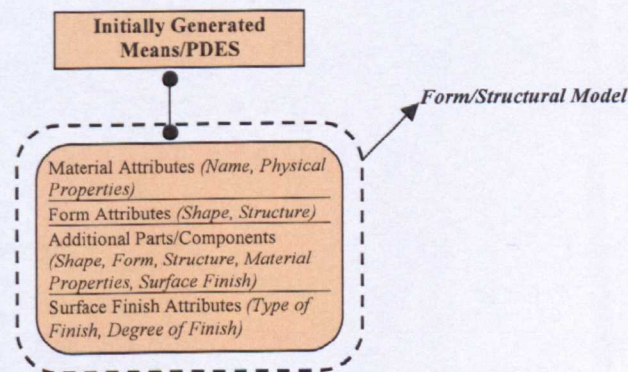 Initially Generated
Means/PDES
Form/Structural Model
Material Attributes (Name, Physical
Properties)
Form Attributes (Shape, Structure)
Additional Parts/Components
(Shape, Form, Structure, Material
Properties, Surface Finish)
Surface Finish Attributes (Type of
Finish, Degree of Finish)